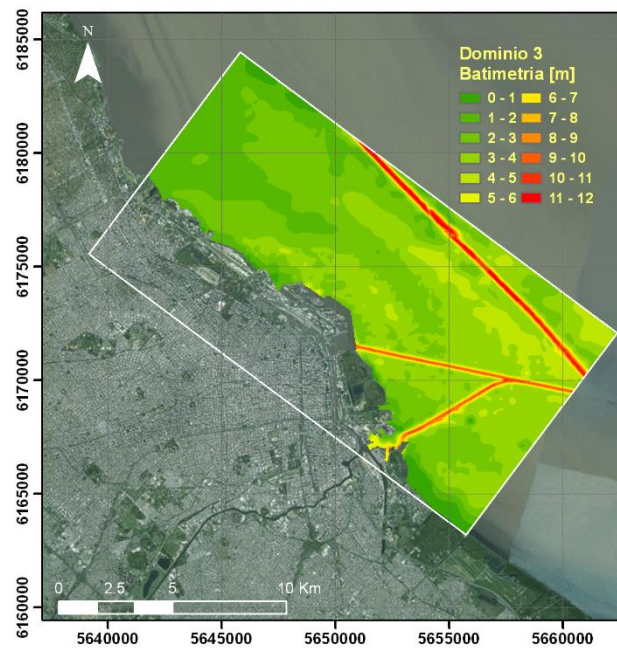 N
Dominio 3
Batimetria [m]
0 - 1
6 - 7
1 - 2
7 - 8
2 - 3
8 - 9
3 - 4
9 - 10
4 - 5
10 - 11
5 - 6
11 - 12
6185000
6180000
6175000
6170000
6165000
6160000
0 2.5 5 10 Km
5640000 5645000 5650000 5655000 5660000